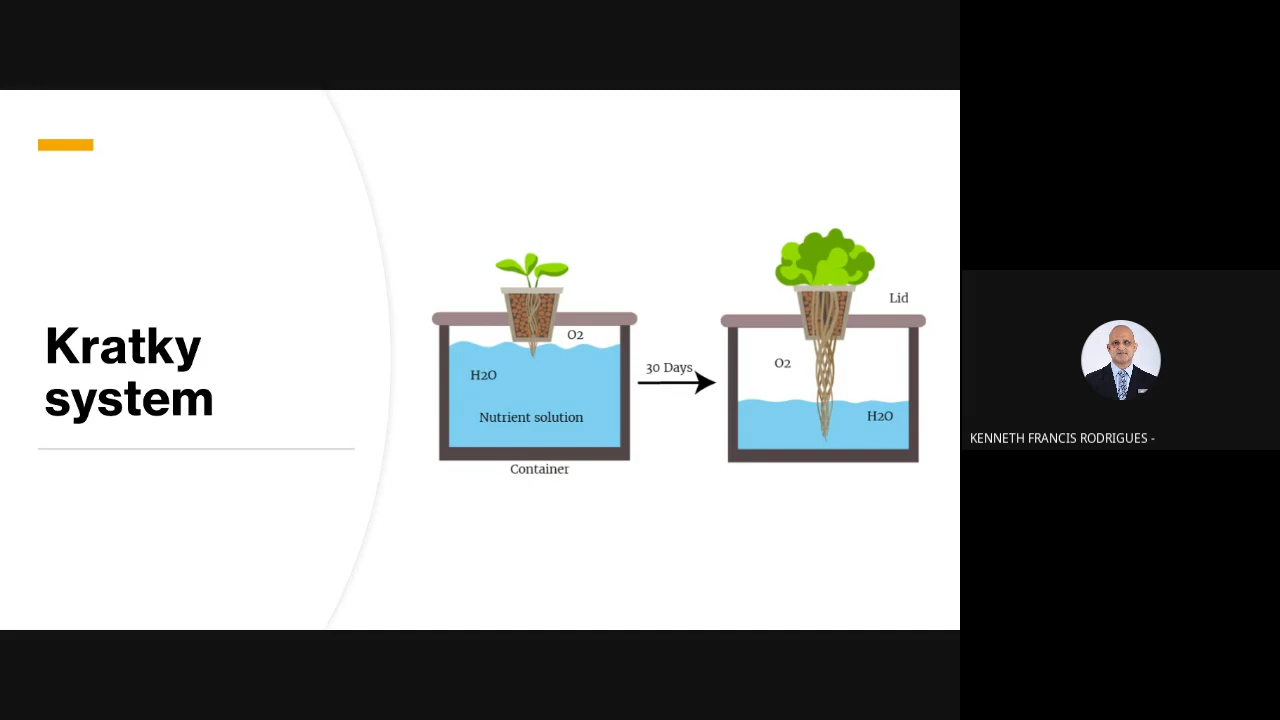 Kratky
system
O2
H2O
Nutrient solution
Container
30 Days
Lid
O2
H2O
KENNETH FRANCIS RODRIGUES -